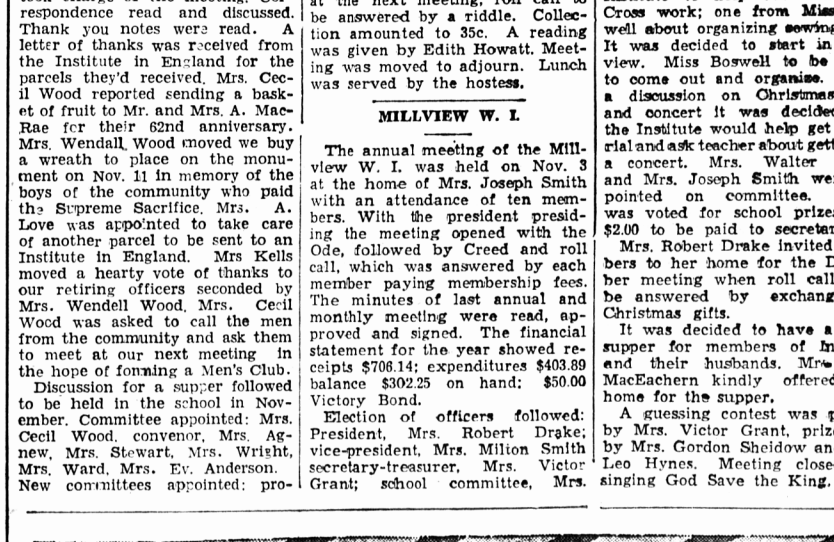 respondence read and discussed.
Thank you notes were read. A
letter of thanks was received from
the Institute in England for the
parcels they'd received. Mrs. Cec-
il Wood reported sending a bask-
et of fruit to Mr. and Mrs. A. Mac-
Rae for their 62nd anniversary.
Mrs. Wendall. Wood moved we buy
a wreath to place on the monu-
ment on Nov. 11 in memory of the
boys of the community who paid
the Supreme Sacrifice. Mrs. A.
Love was appointed to take care
of another parcel to be sent to an
Institute in England. Mrs Kells
moved a hearty vote of thanks to
our retiring officers seconded by
Mrs. Wendell Wood, Mrs. Cecil
Wood was asked to call the men
from the community and ask them
to meet at our next meeting in
the hope of forming a Men's Club.
Discussion for a supper followed
to be held in the school in Nov-
ember. Committee appointed: Mrs.
Cecil Wood, convenor, Mrs. Ag-
new, Mrs. Stewart, Mrs. Wright,
Mrs. Ward, Mrs. Ev. Anderson.
New committees appointed: pro-
at the next meeting, roll call to
be answered by a riddle. Collec-
tion amounted to 35c. A reading
was given by Edith Howatt. Meet-
ing was moved to adjourn. Lunch
was served by the hostess.
MILLVIEW W. I.
The annual meeting of the Mill-
view W. I. was held on Nov. 3
at the home of Mrs. Joseph Smith
with an attendance of ten mem-
bers. With the president presid-
ing the meeting opened with the
Ode, followed by Creed and roll
call, which was answered by each
member paying membership fees.
The minutes of last annual and
monthly meeting were read, ap-
proved and signed. The financial
statement for the year showed re-
ceipts $706.14; expenditures $403.89
balance $302.25 on hand; $50.00
Victory Bond.
Election of officers followed:
President, Mrs. Robert Drake;
vice-president, Mrs. Milton Smith
secretary-treasurer, Mrs. Victor
Grant; school committee, Mrs.
Cross work; one from Miss
well about organizing sewing
It was decided to start in
view. Miss Boswell to be
to come out and organize.
a discussion on Christmas
and concert it was decide
the Institute would help get
rial and ask teacher about gett
a concert. Mrs. Walter
and Mrs. Joseph Smith we
pointed on committee.
was voted for school prize
$2.00 to be paid to secretar
Mrs. Robert Drake invited
bers to her home for the D
ber meeting when roll call
be answered by exchang
Christmas gifts.
It was decided to have a
supper for members of In
and their husbands. Mrs.
MacEachern kindly offered
home for the supper.
A guessing contest was p
by Mrs. Victor Grant, prize
by Mrs. Gordon Sheidow an
Leo Hynes. Meeting close
singing God Save the King.